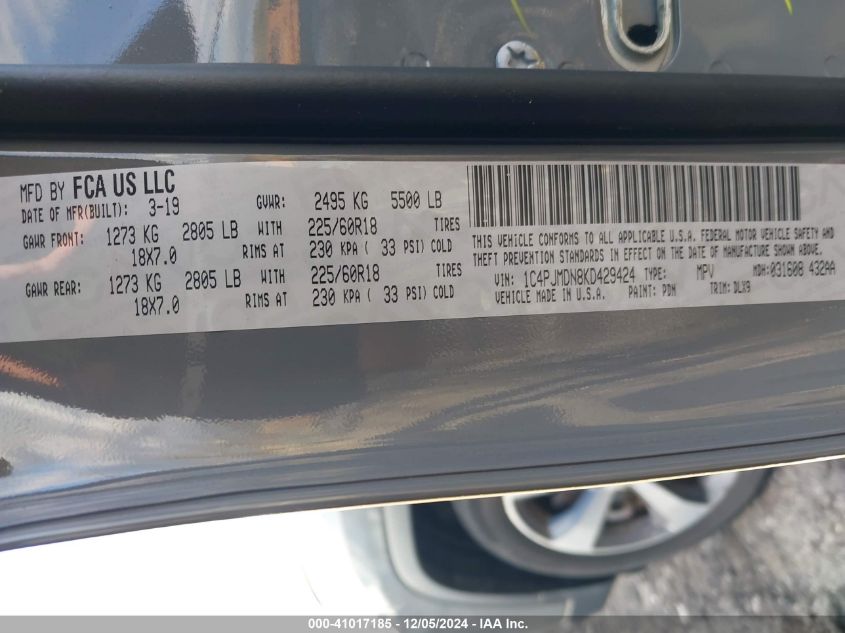 MFD BY FCA US LLC
DATE OF MFR(BUILT): 3-19 GVWR: 2495 KG 5500 LB
GAWR FRONT: 1273 KG 2805 LB WITH 225/60R18 TIRES
18X7.0 RIMS AT 230 KPA ( 33 PSI) COLD
GAWR REAR: 1273 KG 2805 LB WITH 225/60R18 TIRES
18X7.0 RIMS AT 230 KPA ( 33 PSI) COLD
THIS VEHICLE CONFORMS TO ALL APPLICABLE U.S.A. FEDERAL MOTOR VEHICLE SAFETY AND
THEFT PREVENTION STANDARDS IN EFFECT ON THE DATE OF MANUFACTURE SHOWN ABOVE.
VIN: 1C4PJMDN8KD429424 TYPE: MPV MDH: 031608 432AA
VEHICLE MADE IN U.S.A. PAINT: PDN TRIM: DLX9
000-41017185 - 12/05/2024 - IAA Inc.